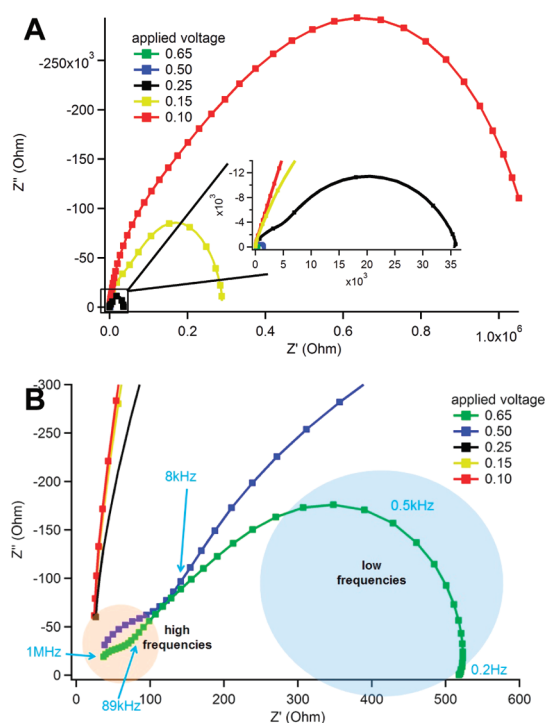 A
applied voltage
0.65
0.50
0.25
0.15
0.10
Z" (Ohm)
-250x10³
-200
-150
-100
-50
0
x10³
-12
-8
-4
0
0 5 10 15 20 25 30 35
x10³
0.0 0.2 0.4 0.6 0.8 1.0x10⁶
Z' (Ohm)
B
applied voltage
0.65
0.50
0.25
0.15
0.10
Z" (Ohm)
-300
-250
-200
-150
-100
-50
0
8kHz
0.5kHz
low
frequencies
high
frequencies
1MHz
89kHz
0.2Hz
0 100 200 300 400 500 600
Z' (Ohm)